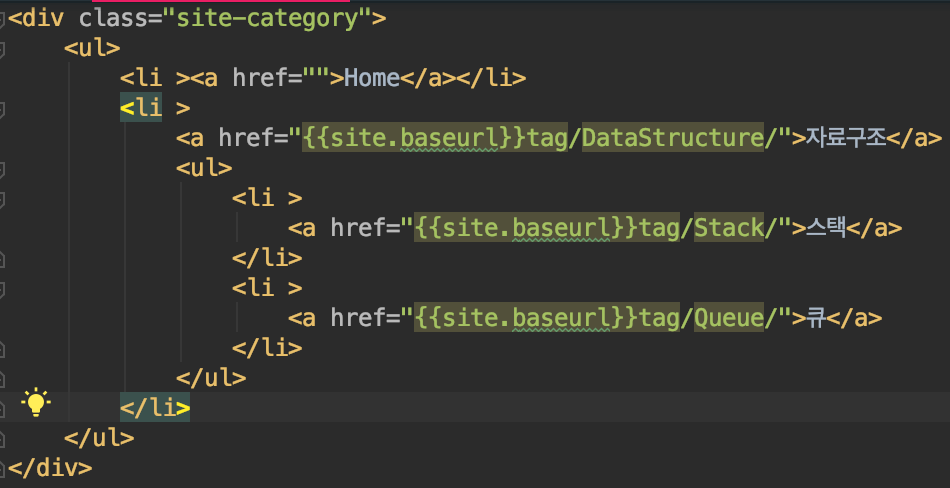 <div class="site-category">
    <ul>
        <li ><a href="">Home</a></li>
        <li >
            <a href="{{site.baseurl}}tag/DataStructure/">자료구조</a>
            <ul>
                <li >
                    <a href="{{site.baseurl}}tag/Stack/">스택</a>
                </li>
                <li >
                    <a href="{{site.baseurl}}tag/Queue/">큐</a>
                </li>
            </ul>
        </li>
    </ul>
</div>